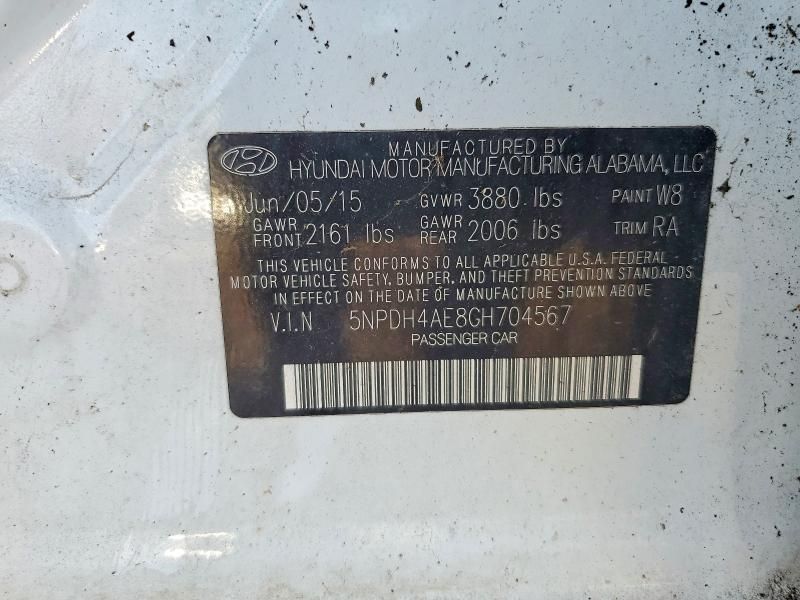 MANUFACTURED BY
HYUNDAI MOTOR MANUFACTURING ALABAMA, LLC
Jun/05/15 GVWR 3880 lbs PAINT W8
GAWR FRONT 2161 lbs GAWR REAR 2006 lbs TRIM RA
THIS VEHICLE CONFORMS TO ALL APPLICABLE U.S.A. FEDERAL
MOTOR VEHICLE SAFETY, BUMPER, AND THEFT PREVENTION STANDARDS
IN EFFECT ON THE DATE OF MANUFACTURE SHOWN ABOVE
V.I.N 5NPDH4AE8GH704567
PASSENGER CAR